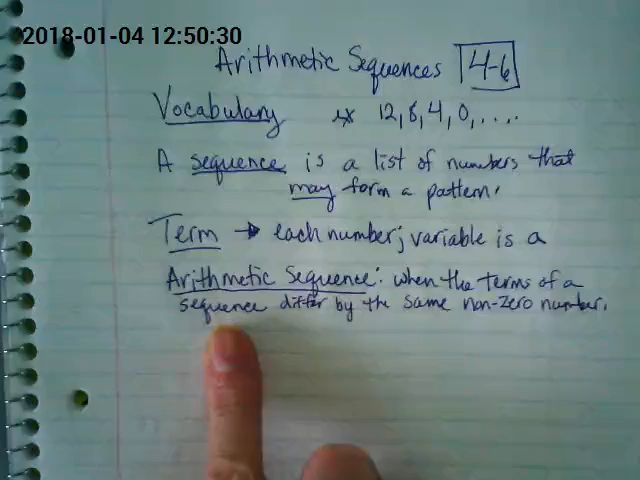 2018-01-04 12:50:30
Arithmetic Sequences 4-6
Vocabulary ex 12, 8, 4, 0, . . . .
A sequence is a list of numbers that
may form a pattern.
Term → each number; variable is a
Arithmetic Sequence: when the terms of a
sequence differ by the same non-zero number.